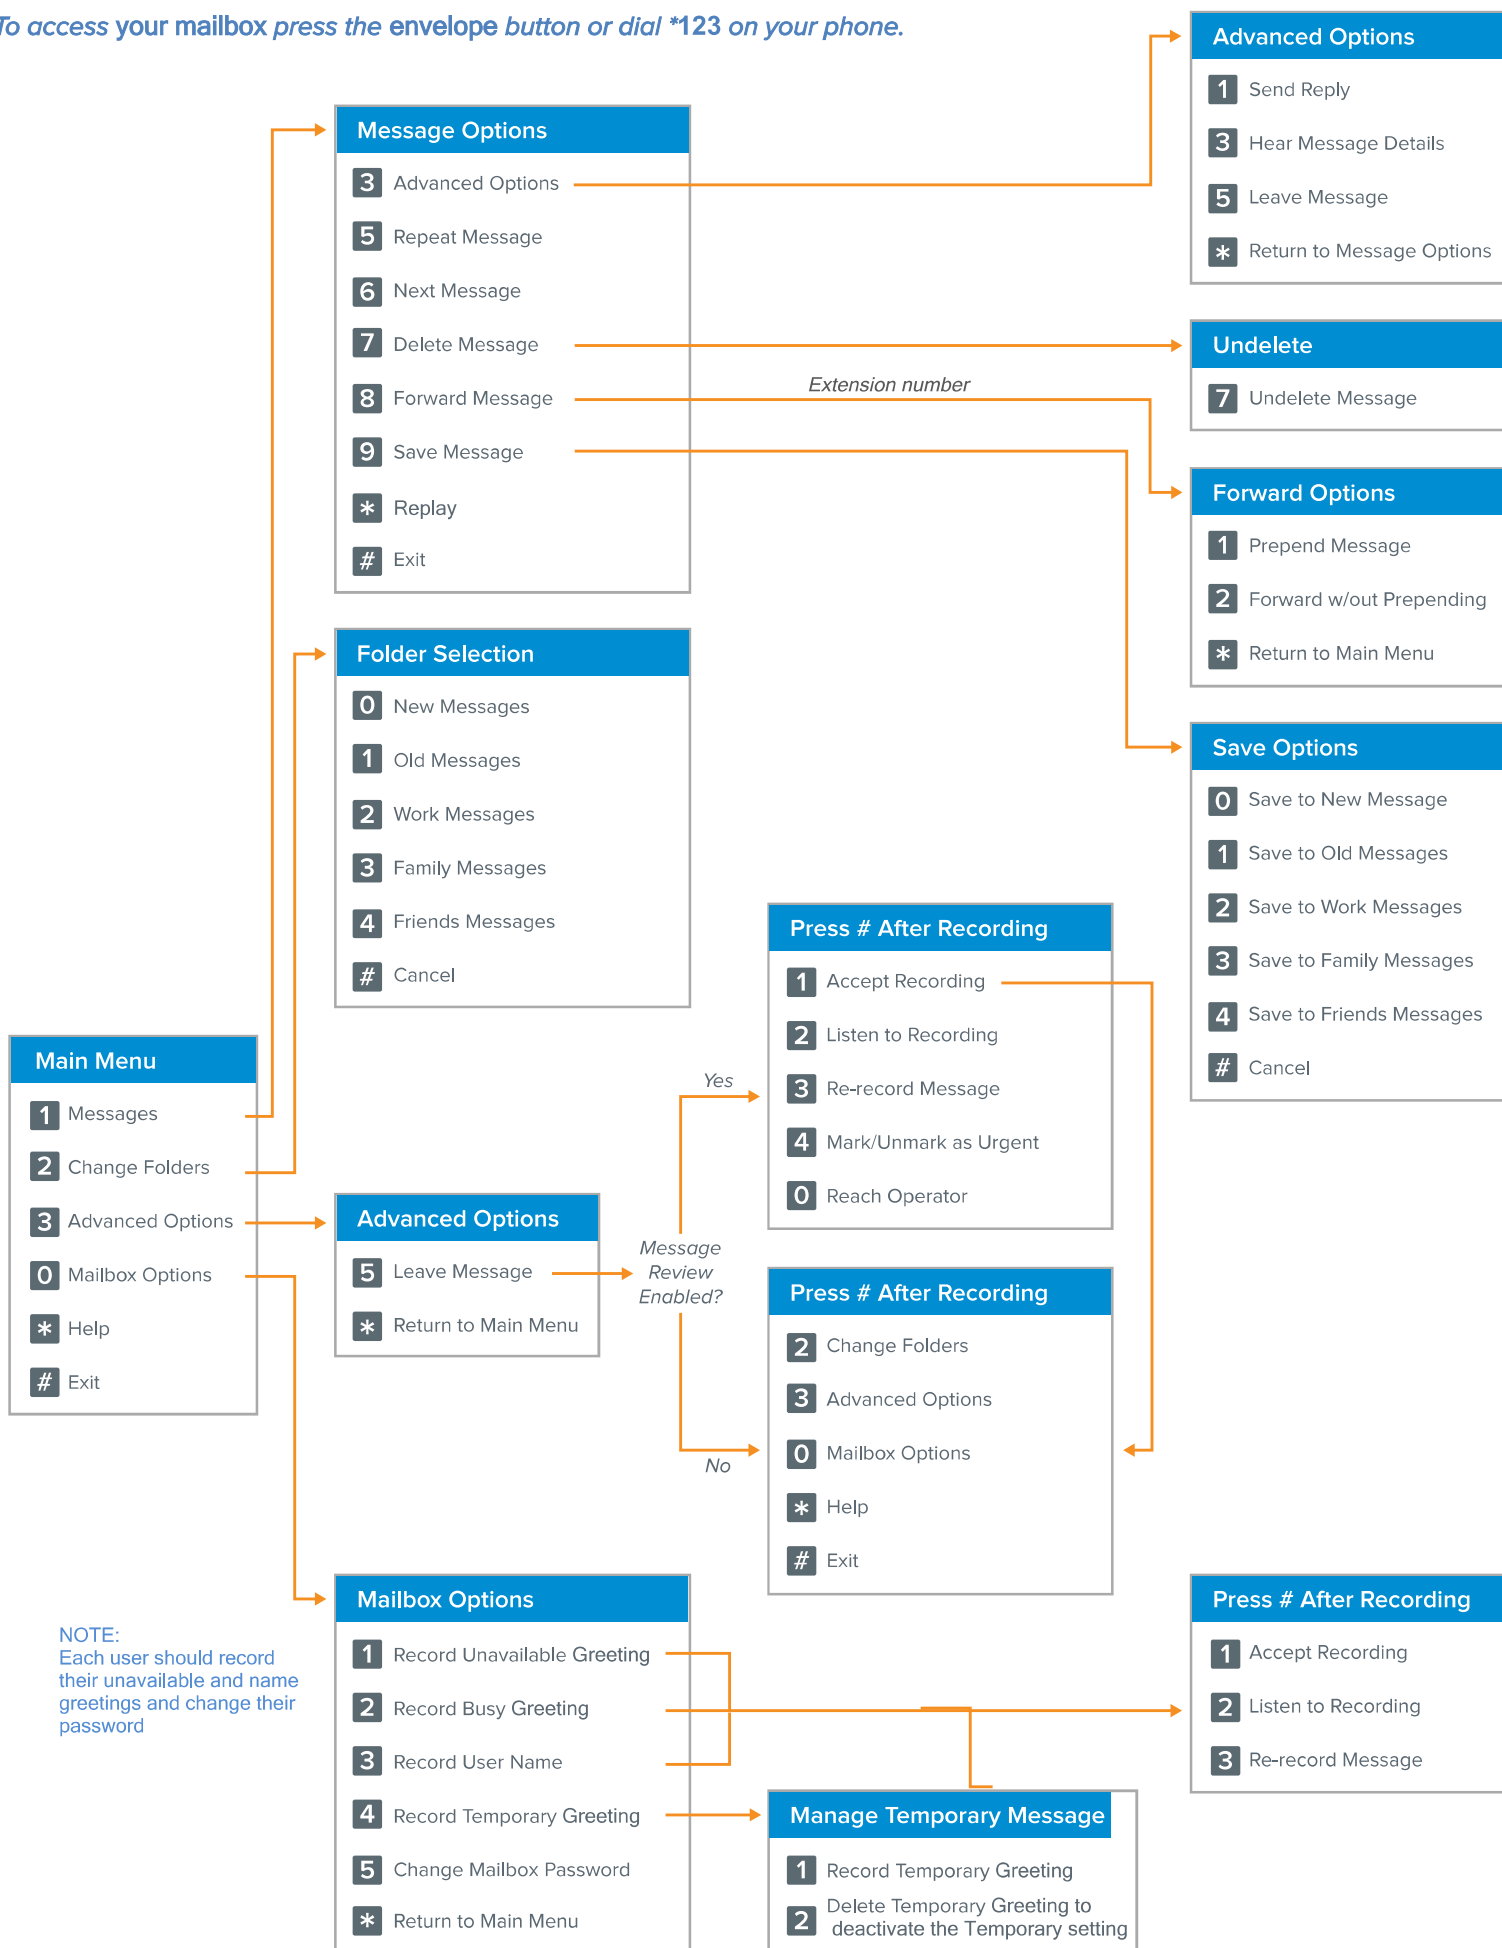 To access your mailbox press the envelope button or dial *123 on your phone.
Advanced Options
1 Send Reply
3 Hear Message Details
5 Leave Message
* Return to Message Options
Message Options
3 Advanced Options
5 Repeat Message
6 Next Message
7 Delete Message
8 Forward Message
9 Save Message
* Replay
# Exit
Undelete
7 Undelete Message
Extension number
Forward Options
1 Prepend Message
2 Forward w/out Prepending
* Return to Main Menu
Folder Selection
0 New Messages
1 Old Messages
2 Work Messages
3 Family Messages
4 Friends Messages
# Cancel
Save Options
0 Save to New Message
1 Save to Old Messages
2 Save to Work Messages
3 Save to Family Messages
4 Save to Friends Messages
# Cancel
Main Menu
1 Messages
2 Change Folders
3 Advanced Options
0 Mailbox Options
* Help
# Exit
Advanced Options
5 Leave Message
* Return to Main Menu
Message
Review
Enabled?
Yes
No
Press # After Recording
1 Accept Recording
2 Listen to Recording
3 Re-record Message
4 Mark/Unmark as Urgent
0 Reach Operator
Press # After Recording
2 Change Folders
3 Advanced Options
0 Mailbox Options
* Help
# Exit
NOTE:
Each user should record
their unavailable and name
greetings and change their
password
Mailbox Options
1 Record Unavailable Greeting
2 Record Busy Greeting
3 Record User Name
4 Record Temporary Greeting
5 Change Mailbox Password
* Return to Main Menu
Manage Temporary Message
1 Record Temporary Greeting
2 Delete Temporary Greeting to
deactivate the Temporary setting
Press # After Recording
1 Accept Recording
2 Listen to Recording
3 Re-record Message